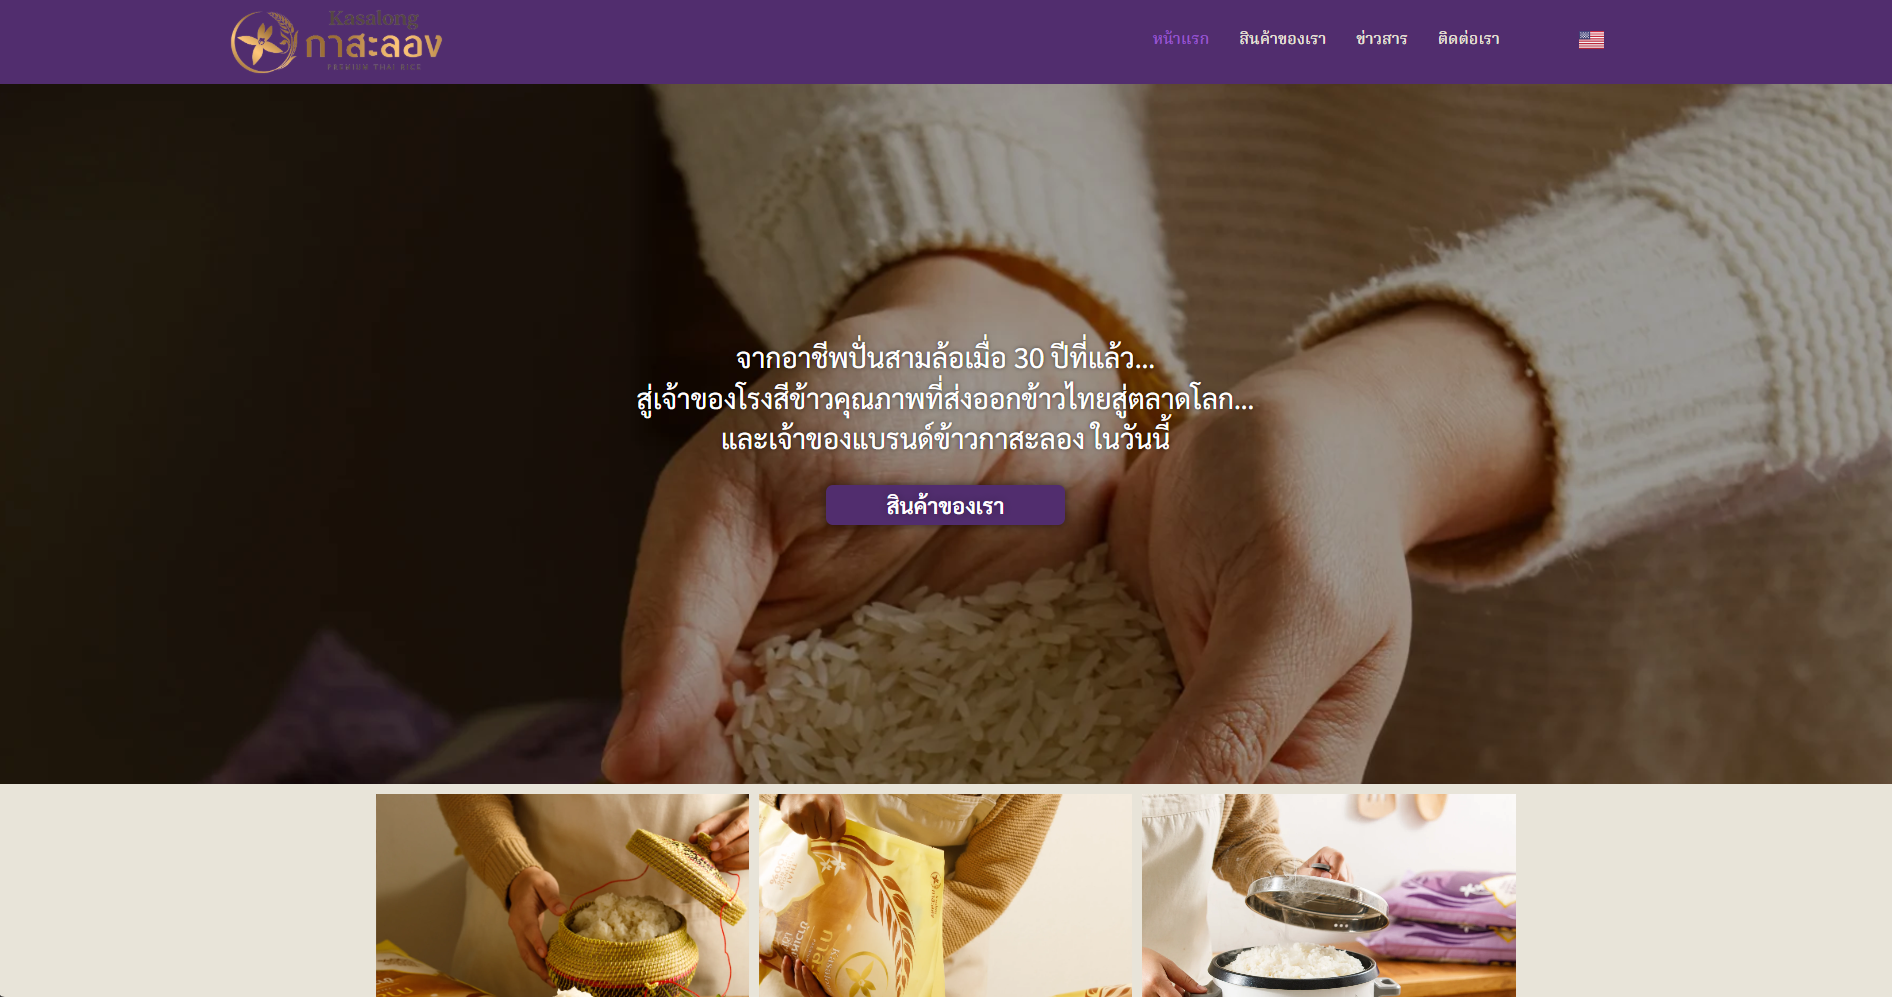 Kasalong
กาสะลอง
PREMIUM THAI RICE
หน้าแรก
สินค้าของเรา
ข่าวสาร
ติดต่อเรา
จากอาชีพปั่นสามล้อเมื่อ 30 ปีที่แล้ว...
สู่เจ้าของโรงสีข้าวคุณภาพที่ส่งออกข้าวไทยสู่ตลาดโลก...
และเจ้าของแบรนด์ข้าวกาสะลอง ในวันนี้
สินค้าของเรา